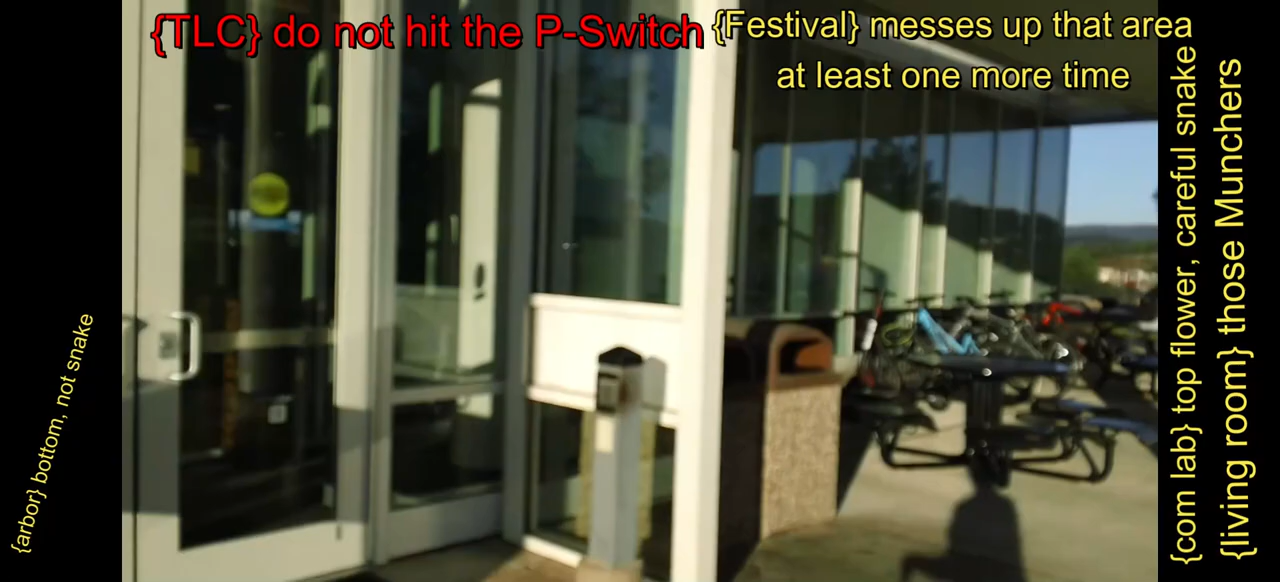 {TLC} do not hit the P-Switch
{Festival} messes up that area
at least one more time
{com lab} top flower, careful snake
{living room} those Munchers
{arbor} bottom, not snake